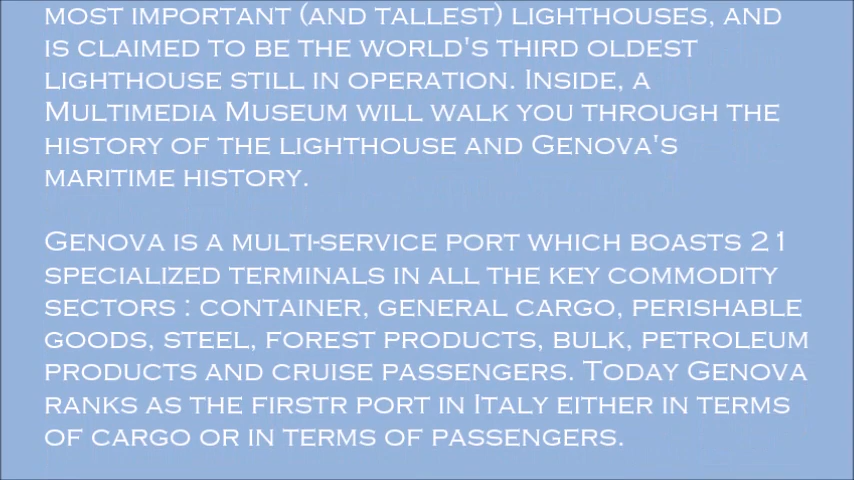 MOST IMPORTANT (AND TALLEST) LIGHTHOUSES, AND
IS CLAIMED TO BE THE WORLD'S THIRD OLDEST
LIGHTHOUSE STILL IN OPERATION. INSIDE, A
MULTIMEDIA MUSEUM WILL WALK YOU THROUGH THE
HISTORY OF THE LIGHTHOUSE AND GENOVA'S
MARITIME HISTORY.
GENOVA IS A MULTI-SERVICE PORT WHICH BOASTS 21
SPECIALIZED TERMINALS IN ALL THE KEY COMMODITY
SECTORS : CONTAINER, GENERAL CARGO, PERISHABLE
GOODS, STEEL, FOREST PRODUCTS, BULK, PETROLEUM
PRODUCTS AND CRUISE PASSENGERS. TODAY GENOVA
RANKS AS THE FIRSTR PORT IN ITALY EITHER IN TERMS
OF CARGO OR IN TERMS OF PASSENGERS.